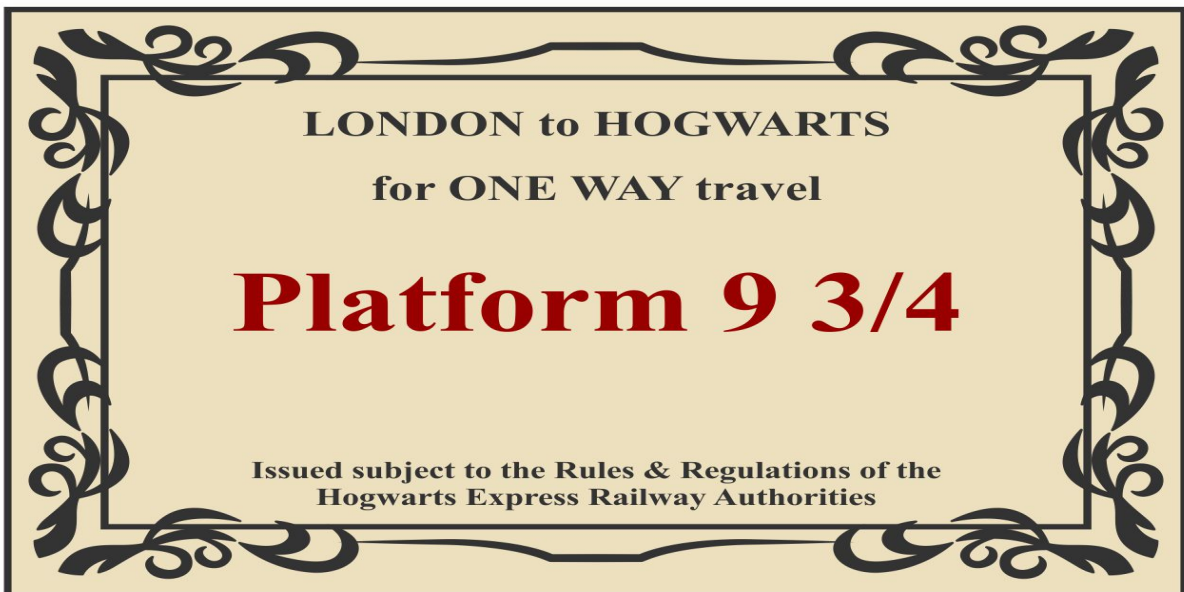 LONDON to HOGWARTS
for ONE WAY travel
Platform 9 3/4
Issued subject to the Rules & Regulations of the
Hogwarts Express Railway Authorities